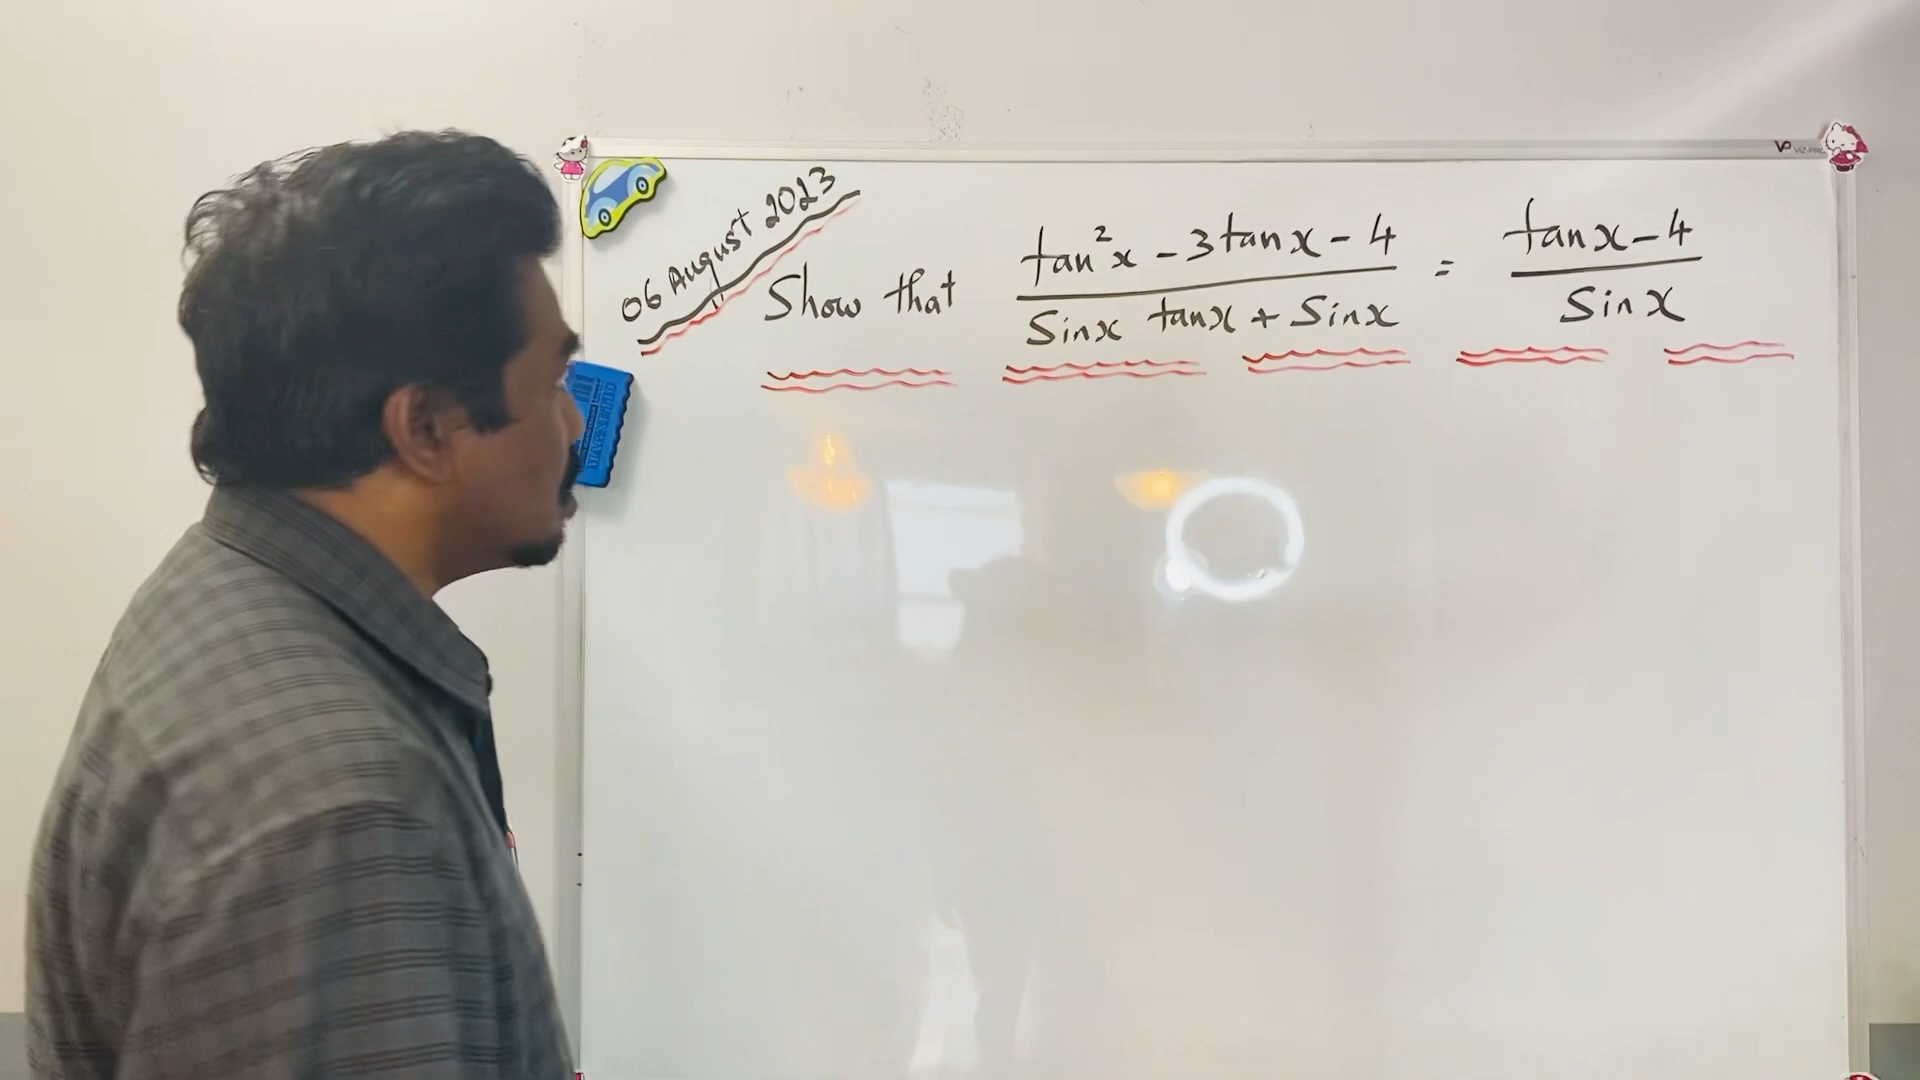 06 August 2023
Show that tan²x - 3tanx - 4 / Sinx tanx + Sinx = tanx - 4 / Sinx